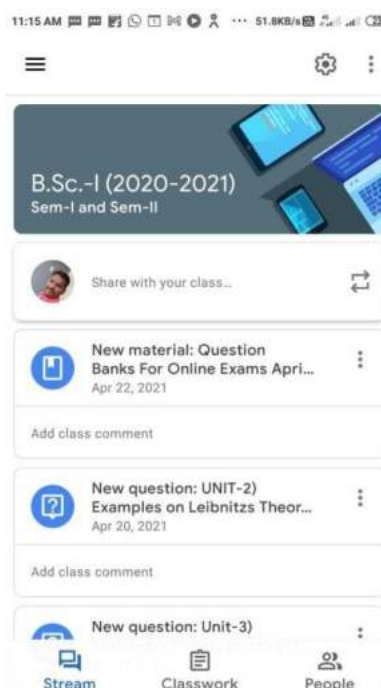 11:15 AM 51.8KB/s
B.Sc.-I (2020-2021)
Sem-I and Sem-II
Share with your class...
New material: Question
Banks For Online Exams Apri...
Apr 22, 2021
Add class comment
New question: UNIT-2)
Examples on Leibnitzs Theor...
Apr 20, 2021
Add class comment
New question: Unit-3)
Stream Classwork People